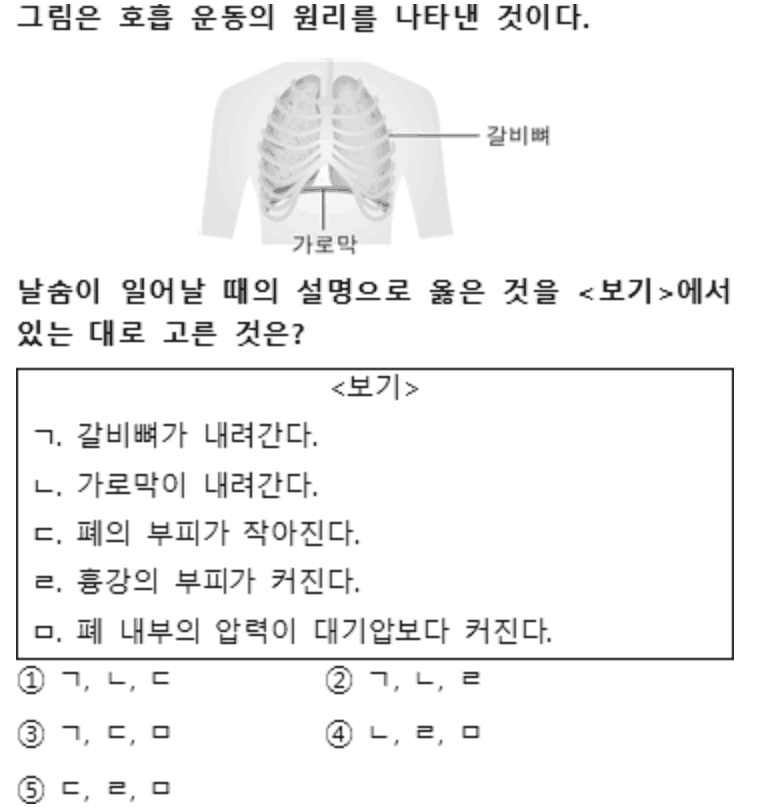 그림은 호흡 운동의 원리를 나타낸 것이다.
갈비뼈
가로막
날숨이 일어날 때의 설명으로 옳은 것을 <보기>에서
있는 대로 고른 것은?
<보기>
ㄱ. 갈비뼈가 내려간다.
ㄴ. 가로막이 내려간다.
ㄷ. 폐의 부피가 작아진다.
ㄹ. 흉강의 부피가 커진다.
ㅁ. 폐 내부의 압력이 대기압보다 커진다.
① ㄱ, ㄴ, ㄷ ② ㄱ, ㄴ, ㄹ
③ ㄱ, ㄷ, ㅁ ④ ㄴ, ㄹ, ㅁ
⑤ ㄷ, ㄹ, ㅁ